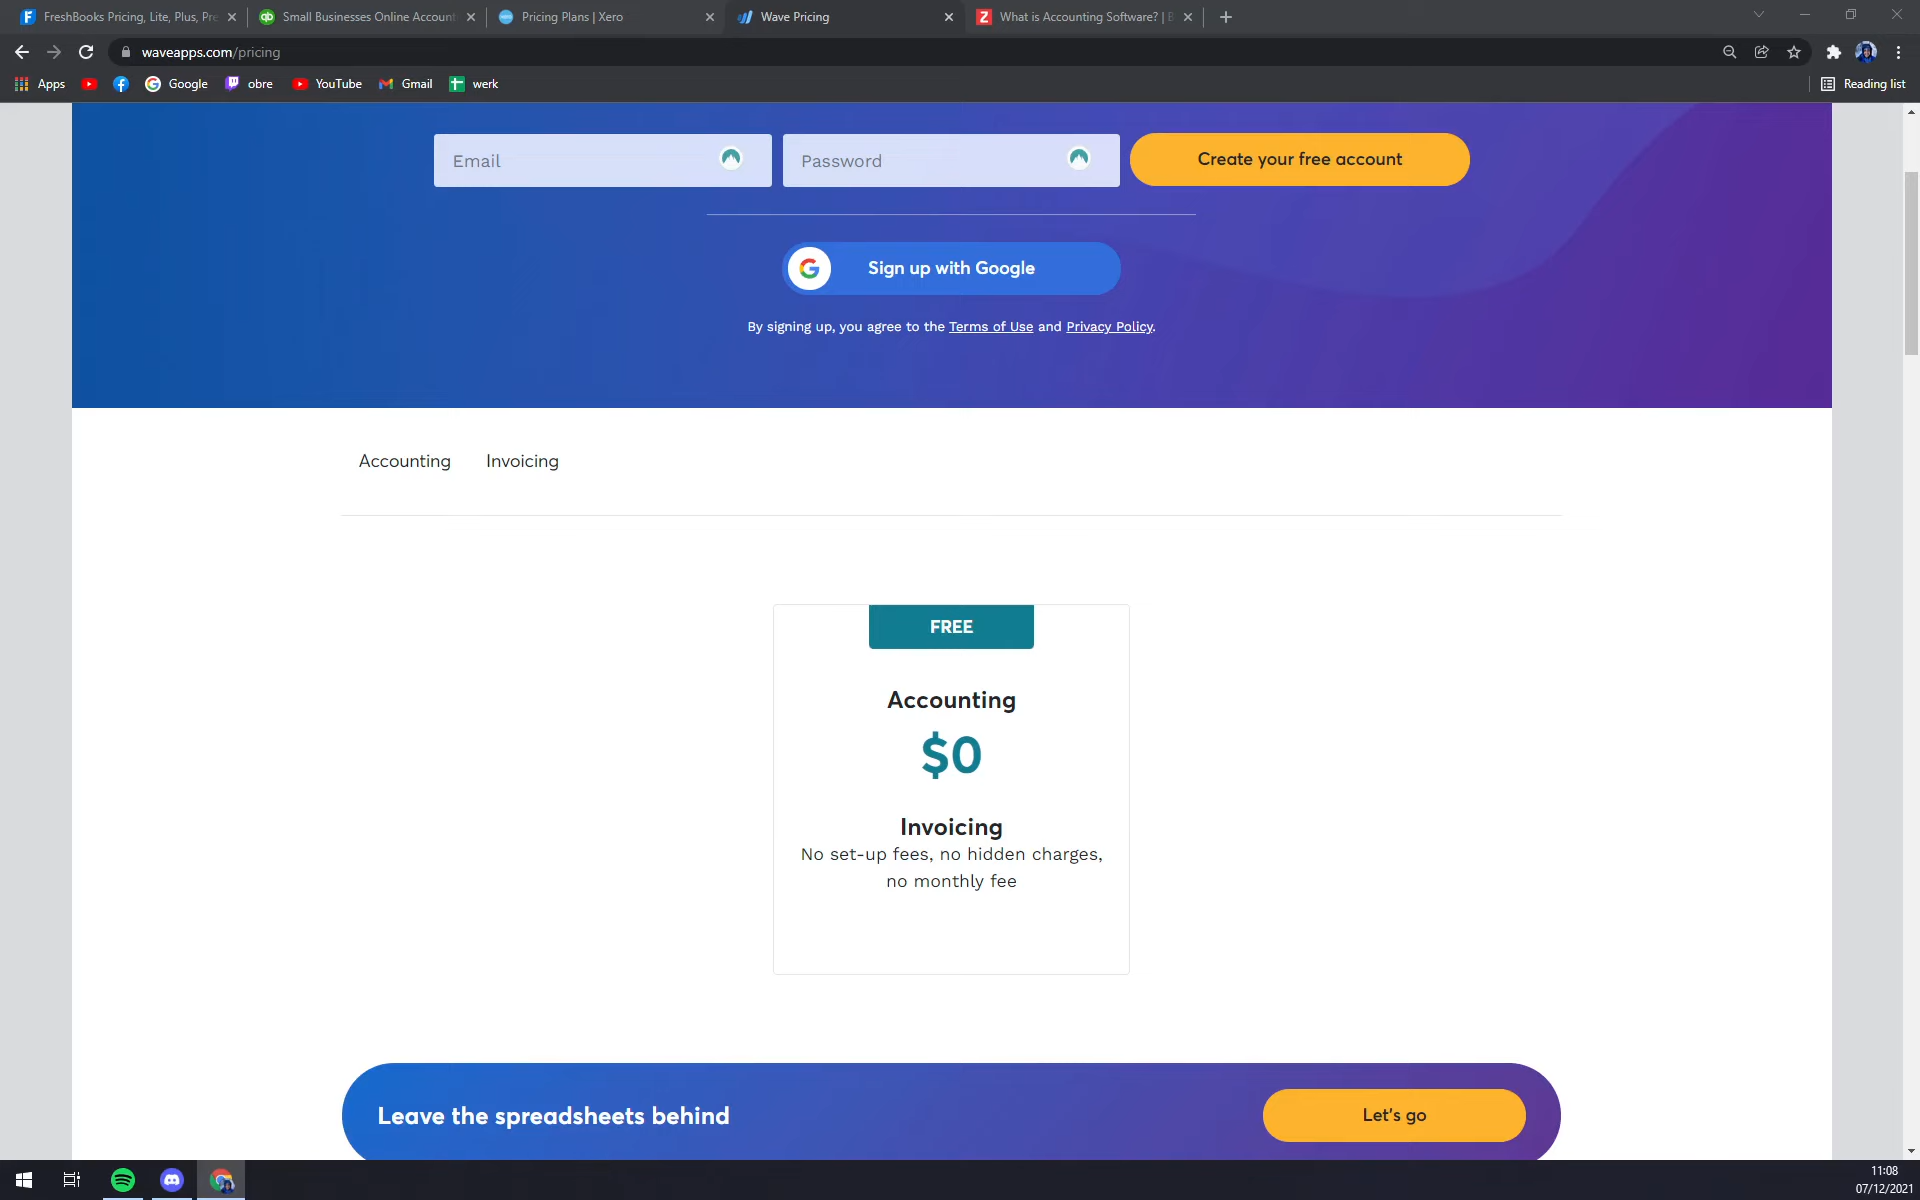 FreshBooks Pricing, Lite, Plus, Pre
Small Businesses Online Account
Pricing Plans | Xero
Wave Pricing
What is Accounting Software? | B
waveapps.com/pricing
Apps
Google
obre
YouTube
Gmail
werk
Reading list
Email
Password
Create your free account
Sign up with Google
By signing up, you agree to the Terms of Use and Privacy Policy.
Accounting
Invoicing
FREE
Accounting
$0
Invoicing
No set-up fees, no hidden charges,
no monthly fee
Leave the spreadsheets behind
Let's go
11:08
07/12/2021